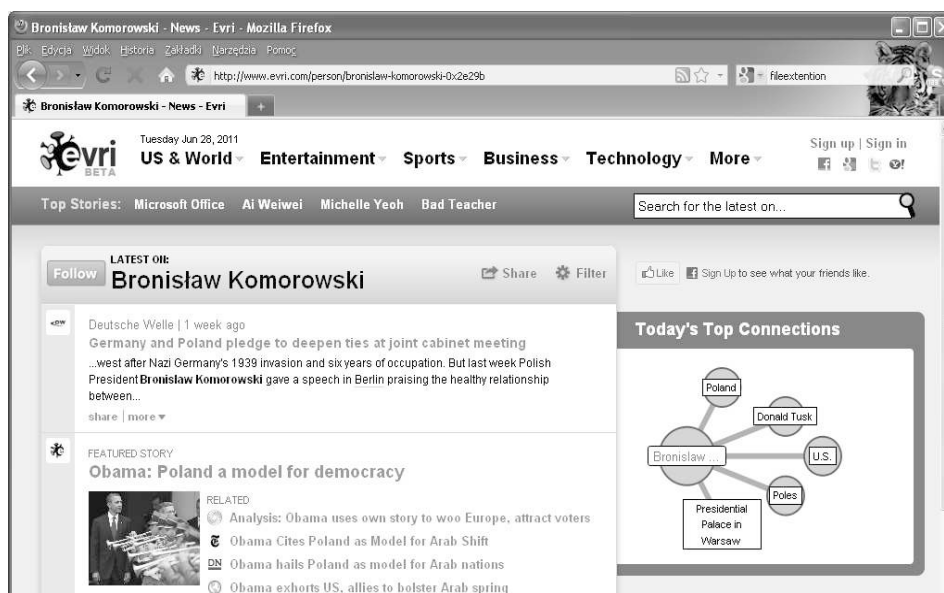 Bronisław Komorowski - News - Evri - Mozilla Firefox
Plik Edycja Widok Historia Zakładki Narzędzia Pomoc
http://www.evri.com/person/bronislaw-komorowski-0x2e29b
fileextention
Bronisław Komorowski - News - Evri
evri
BETA
Tuesday Jun 28, 2011
US & World Entertainment Sports Business Technology More
Sign up | Sign in
Top Stories: Microsoft Office Ai Weiwei Michelle Yeoh Bad Teacher
Search for the latest on...
Follow
LATEST ON:
Bronisław Komorowski
Share Filter
Like Sign Up to see what your friends like.
Deutsche Welle | 1 week ago
Germany and Poland pledge to deepen ties at joint cabinet meeting
...west after Nazi Germany's 1939 invasion and six years of occupation. But last week Polish
President Bronislaw Komorowski gave a speech in Berlin praising the healthy relationship
between...
share | more
FEATURED STORY
Obama: Poland a model for democracy
RELATED
Analysis: Obama uses own story to woo Europe, attract voters
Obama Cites Poland as Model for Arab Shift
DN Obama hails Poland as model for Arab nations
Obama exhorts US, allies to bolster Arab spring
Today's Top Connections
Poland
Donald Tusk
Bronislaw ...
U.S.
Poles
Presidential
Palace in
Warsaw